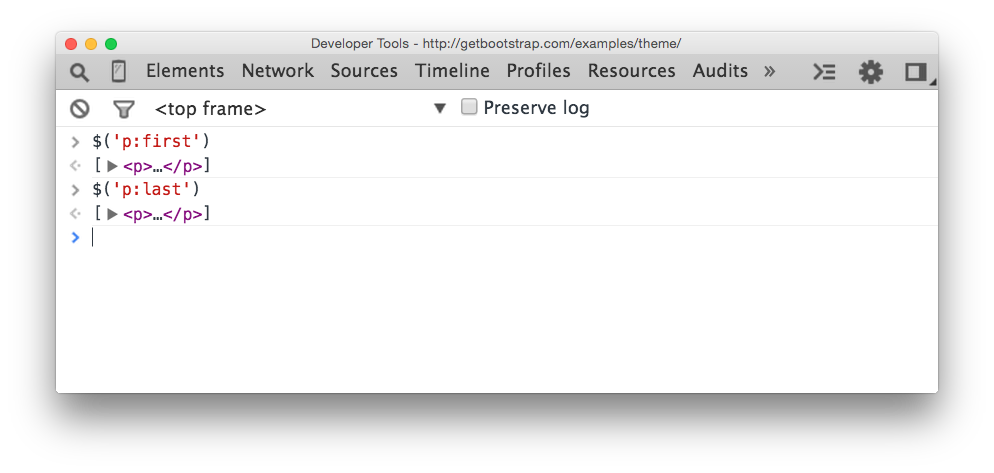 Developer Tools - http://getbootstrap.com/examples/theme/
Elements Network Sources Timeline Profiles Resources Audits »
<top frame> ▼ Preserve log
> $('p:first')
<· [▶<p>…</p>]
> $('p:last')
<· [▶<p>…</p>]
>